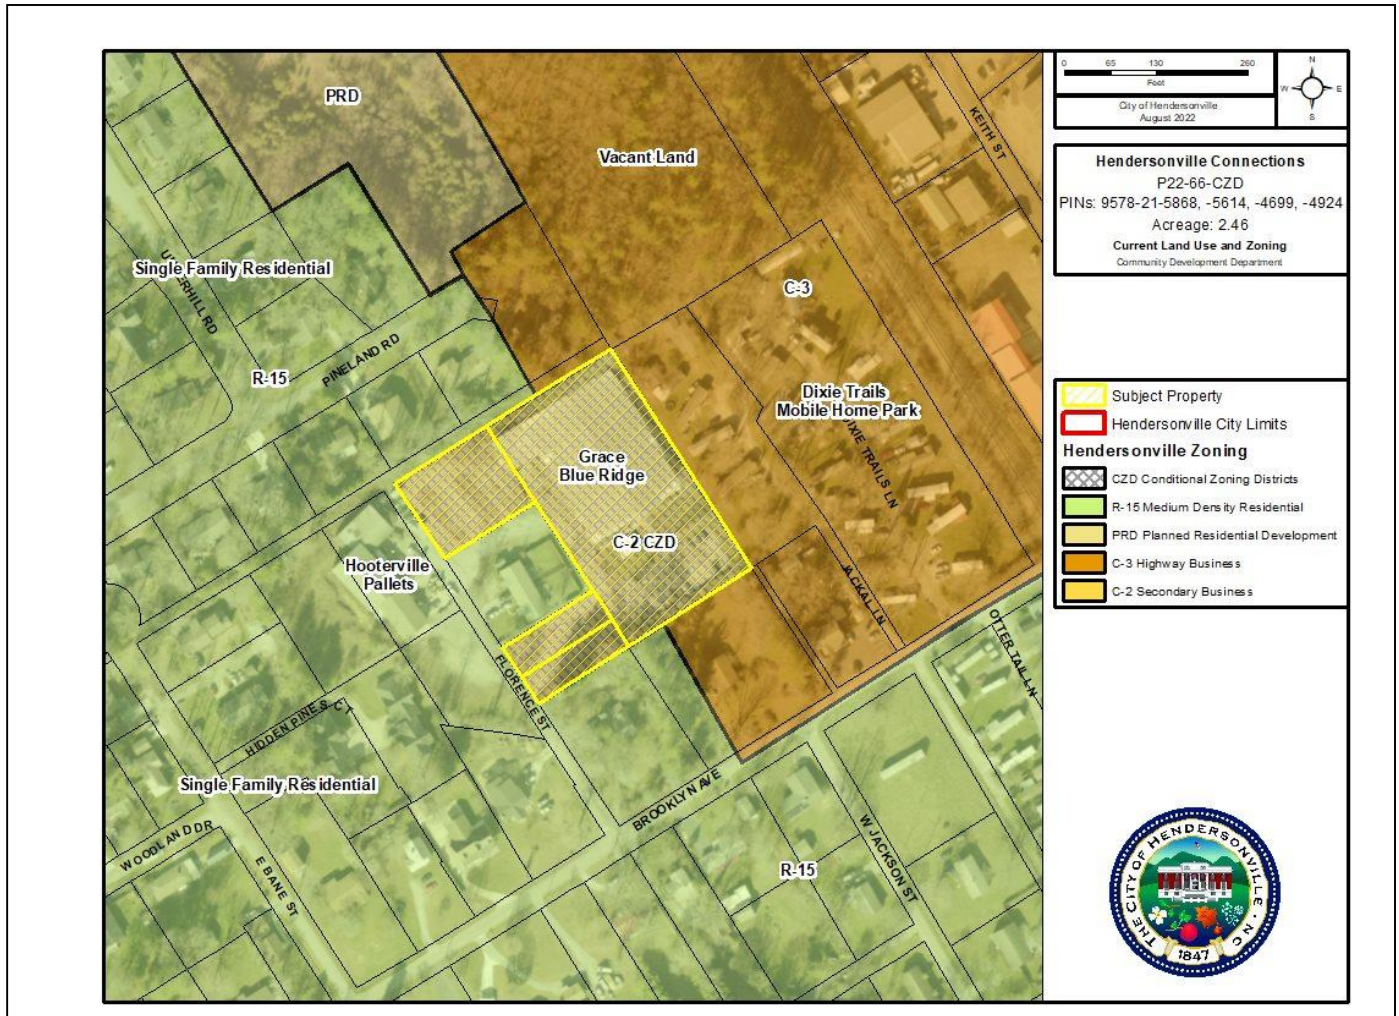 PRD
Vacant Land
KEITH ST
Single Family Residential
UNDERHILL RD
C-3
PINELAND RD
R-15
Dixie Trails
Mobile Home Park
DIXIE TRAILS LN
Grace
Blue Ridge
C-2 CZD
Hooterville
Pallets
JACKAL LN
OTTER TAIL LN
FLORENCE ST
HIDDEN PINES CT
Single Family Residential
BROOKLYN AVE
WOODLAND DR
E BANE ST
W JACKSON ST
R-15
0 65 130 260
Feet
N
W E
S
City of Hendersonville
August 2022
Hendersonville Connections
P22-66-CZD
PINs: 9578-21-5868, -5614, -4699, -4924
Acreage: 2.46
Current Land Use and Zoning
Community Development Department
Subject Property
Hendersonville City Limits
Hendersonville Zoning
CZD Conditional Zoning Districts
R-15 Medium Density Residential
PRD Planned Residential Development
C-3 Highway Business
C-2 Secondary Business
THE CITY OF HENDERSONVILLE, NC
1847